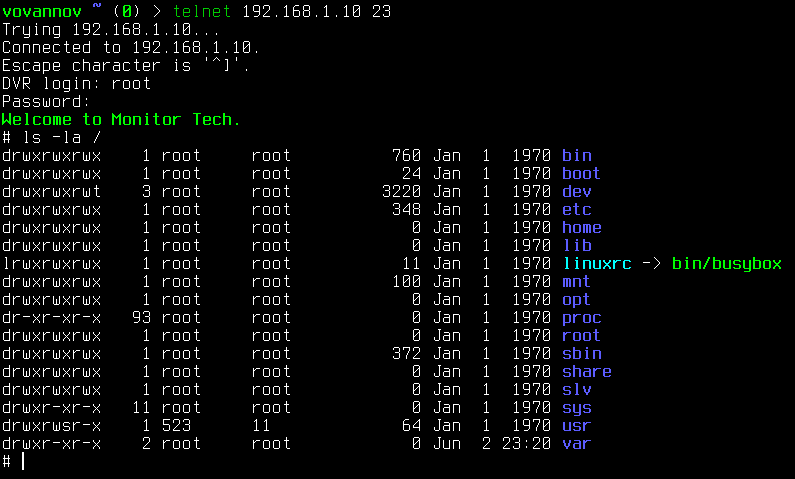 vovannov ~ (0) > telnet 192.168.1.10 23
Trying 192.168.1.10...
Connected to 192.168.1.10.
Escape character is '^]'.
DVR login: root
Password:
Welcome to Monitor Tech.
# ls -la /
drwxrwxrwx    1 root     root          760 Jan  1  1970 bin
drwxrwxrwx    1 root     root           24 Jan  1  1970 boot
drwxrwxrwt    3 root     root         3220 Jan  1  1970 dev
drwxrwxrwx    1 root     root          348 Jan  1  1970 etc
drwxrwxrwx    1 root     root            0 Jan  1  1970 home
drwxrwxrwx    1 root     root            0 Jan  1  1970 lib
lrwxrwxrwx    1 root     root           11 Jan  1  1970 linuxrc -> bin/busybox
drwxrwxrwx    1 root     root          100 Jan  1  1970 mnt
drwxrwxrwx    1 root     root            0 Jan  1  1970 opt
dr-xr-xr-x   93 root     root            0 Jan  1  1970 proc
drwxrwxrwx    1 root     root            0 Jan  1  1970 root
drwxrwxrwx    1 root     root          372 Jan  1  1970 sbin
drwxrwxrwx    1 root     root            0 Jan  1  1970 share
drwxrwxrwx    1 root     root            0 Jan  1  1970 slv
drwxr-xr-x   11 root     root            0 Jan  1  1970 sys
drwxrwsr-x    1 523      11             64 Jan  1  1970 usr
drwxr-xr-x    2 root     root            0 Jun  2 23:20 var
#